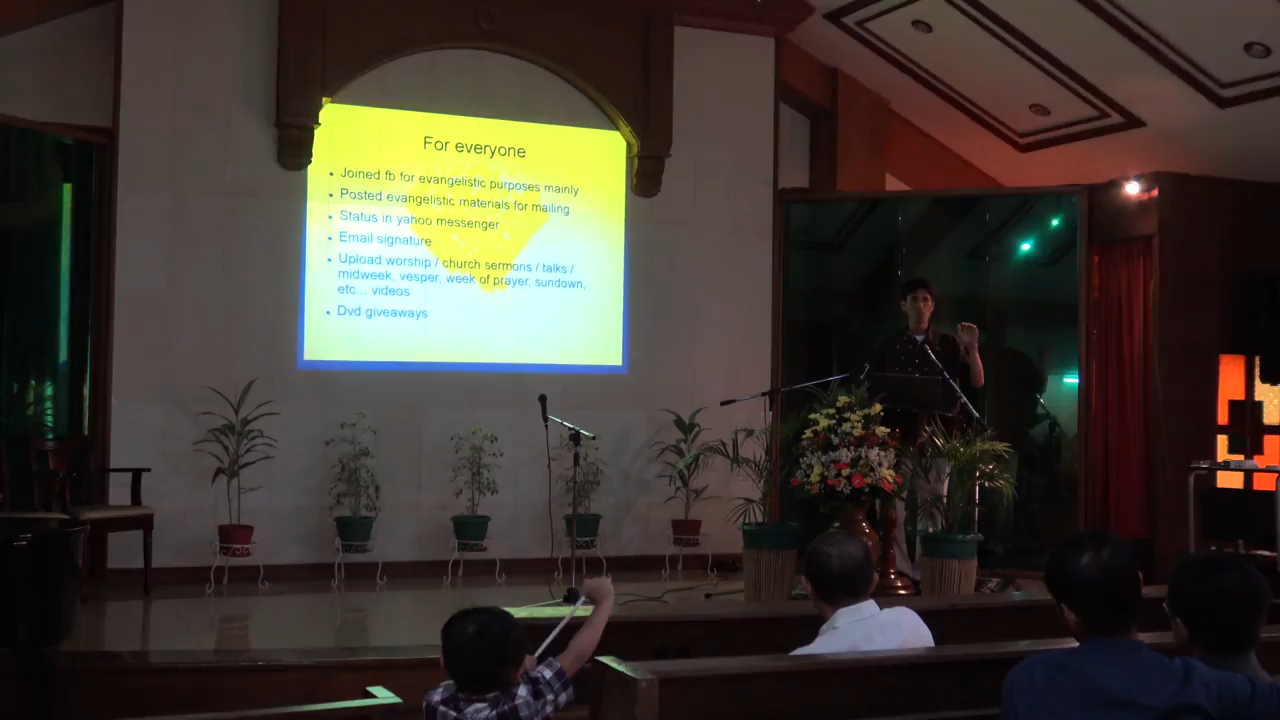 For everyone
• Joined fb for evangelistic purposes mainly
• Posted evangelistic materials for mailing
• Status in yahoo messenger
• Email signature
• Upload worship / church sermons / talks /
midweek, vesper, week of prayer, sundown,
etc... videos
• Dvd giveaways